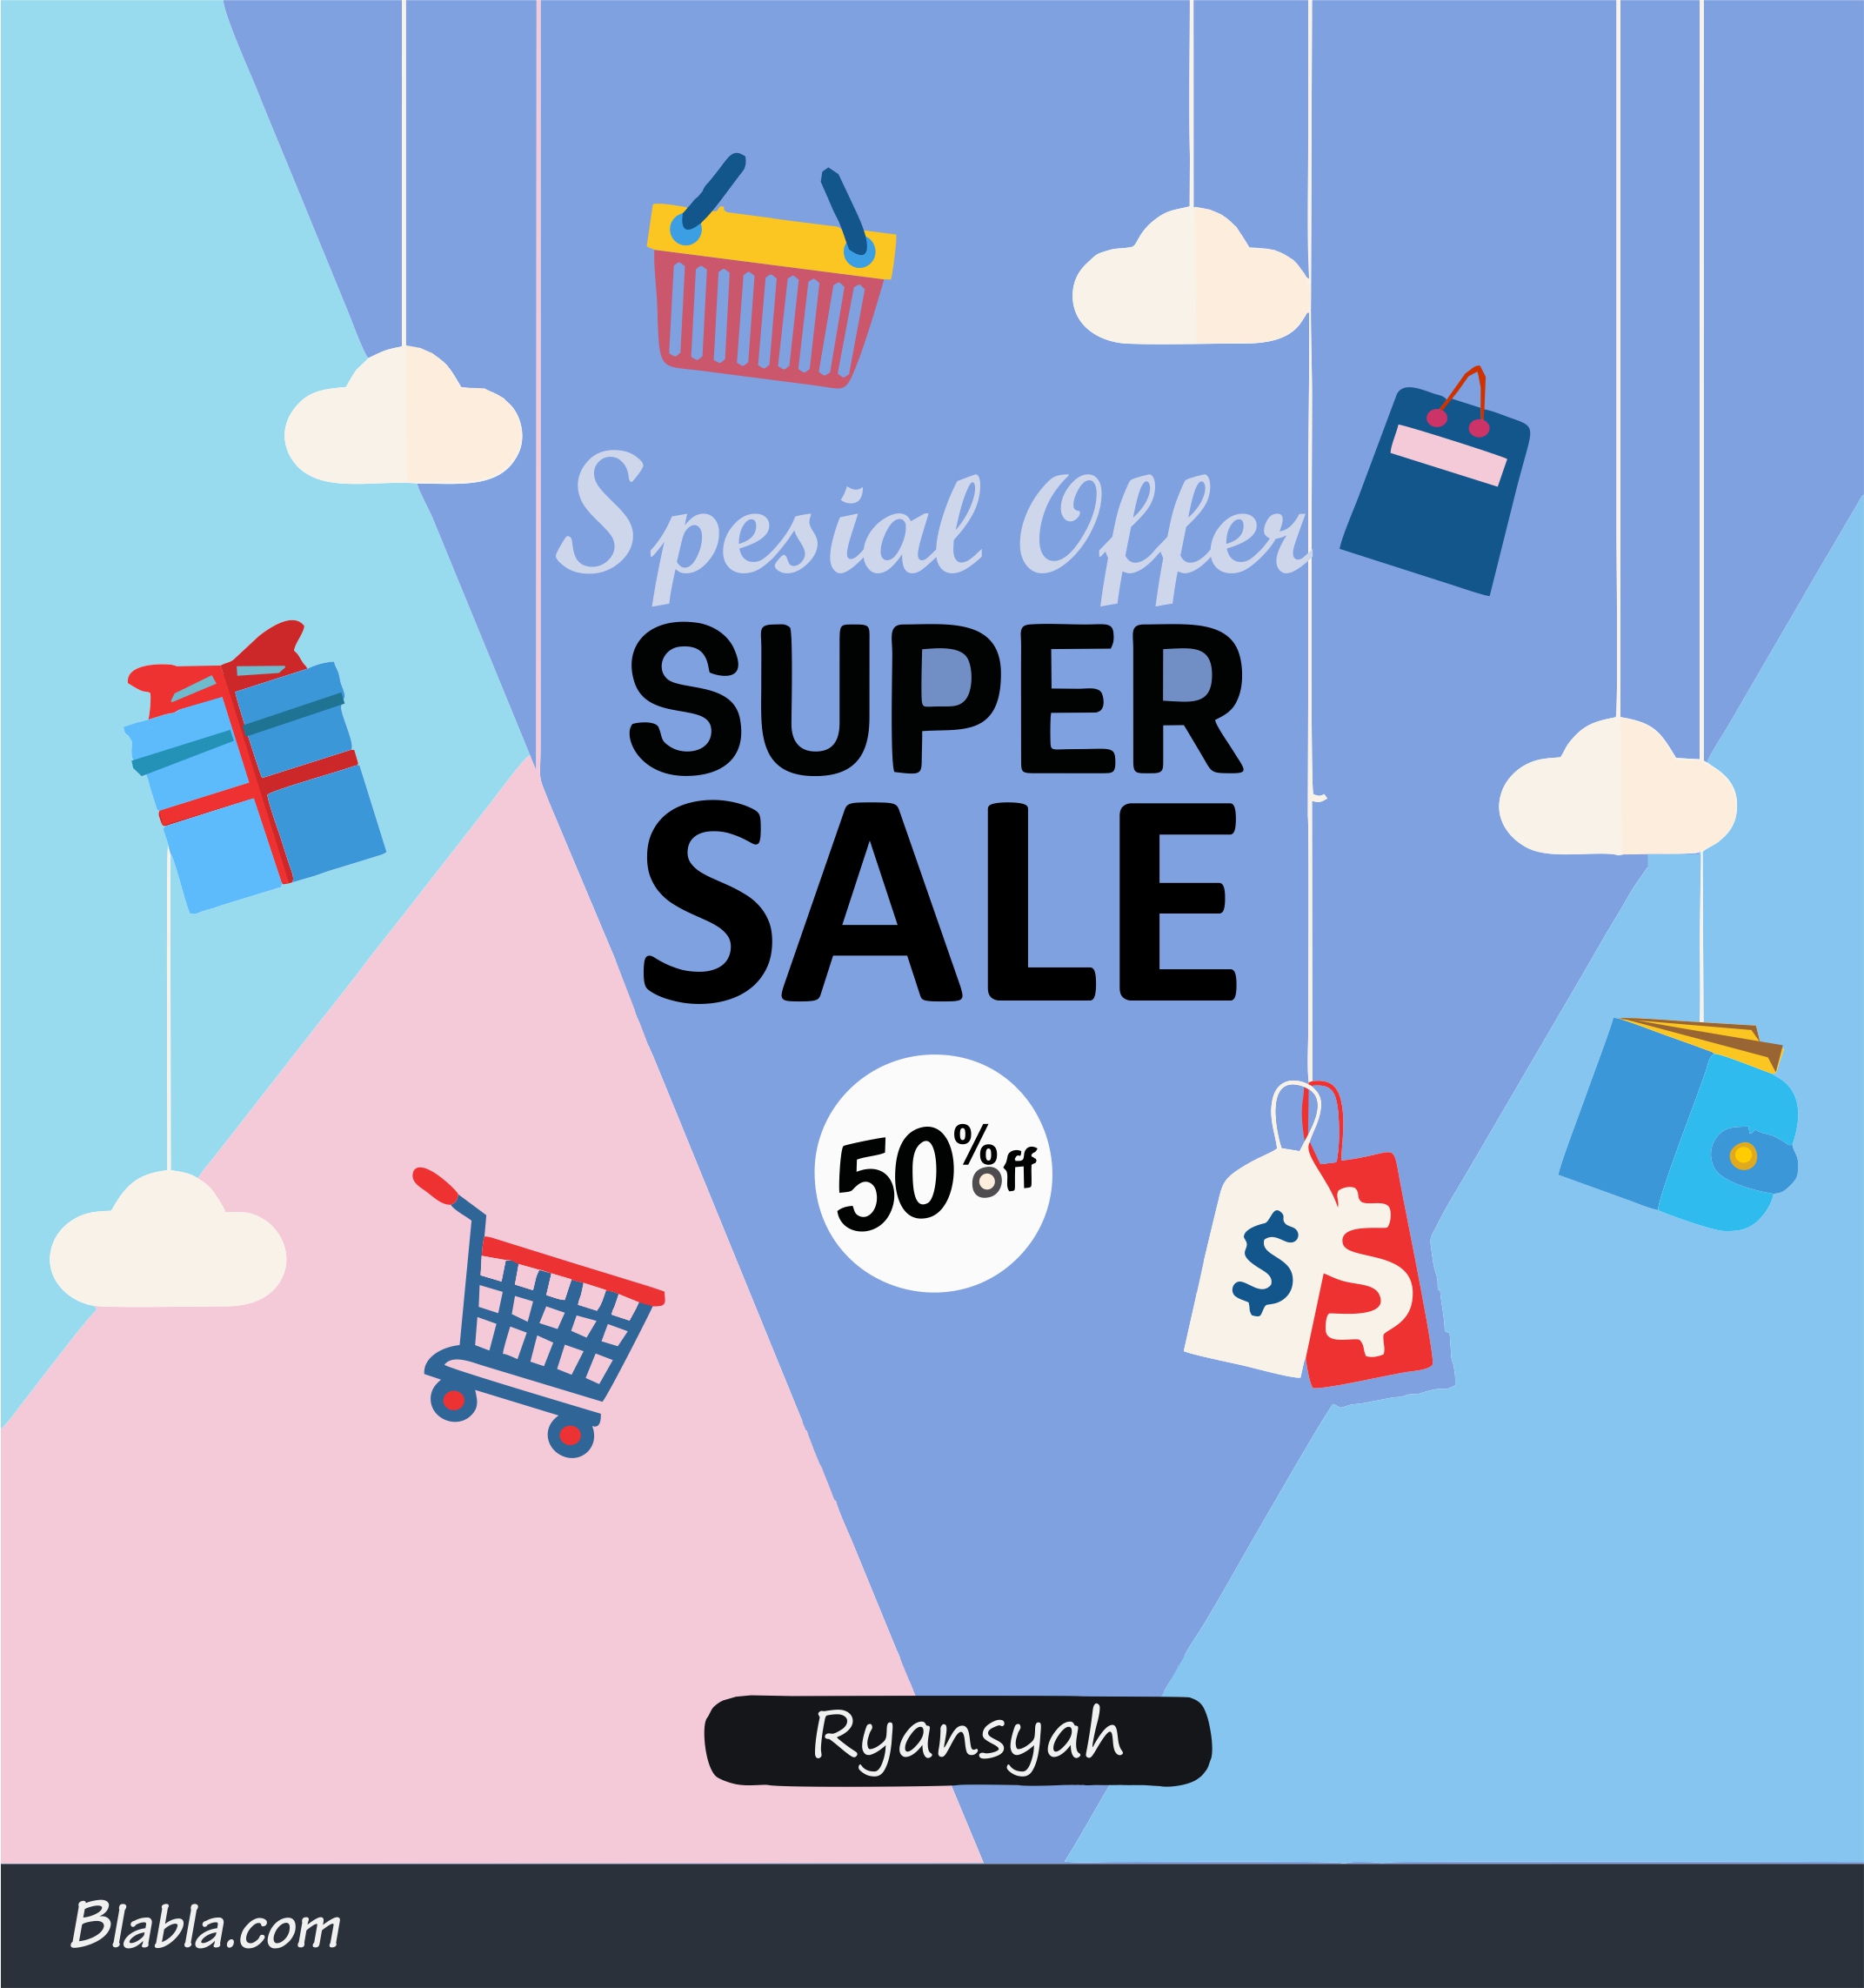 Spesial Offer
SUPER
SALE
50% off
$ $
Ryansyah
Blabla.com